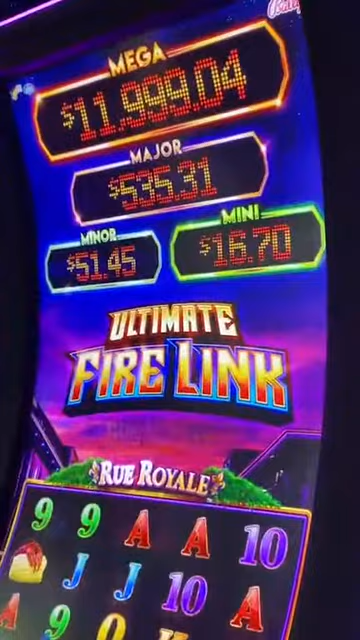 Bally
MEGA
$11,999.04
MAJOR
$535.31
MINOR
$51.45
MINI
$16.70
ULTIMATE
FIRE LINK
RUE ROYALE
9 9 A A 10
J J 10
A 9 Q A